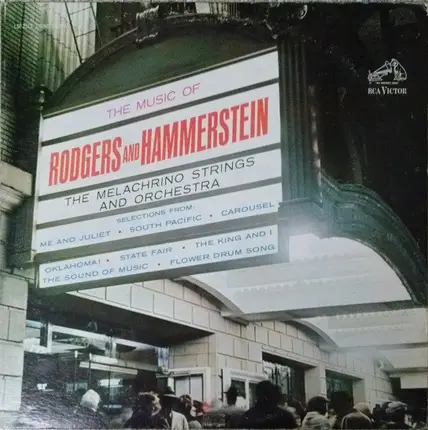 RCA VICTOR
THE MUSIC OF
RODGERS AND HAMMERSTEIN
THE MELACHRINO STRINGS
AND ORCHESTRA
SELECTIONS FROM
ME AND JULIET • SOUTH PACIFIC • CAROUSEL
OKLAHOMA! • STATE FAIR • THE KING AND I
THE SOUND OF MUSIC • FLOWER DRUM SONG